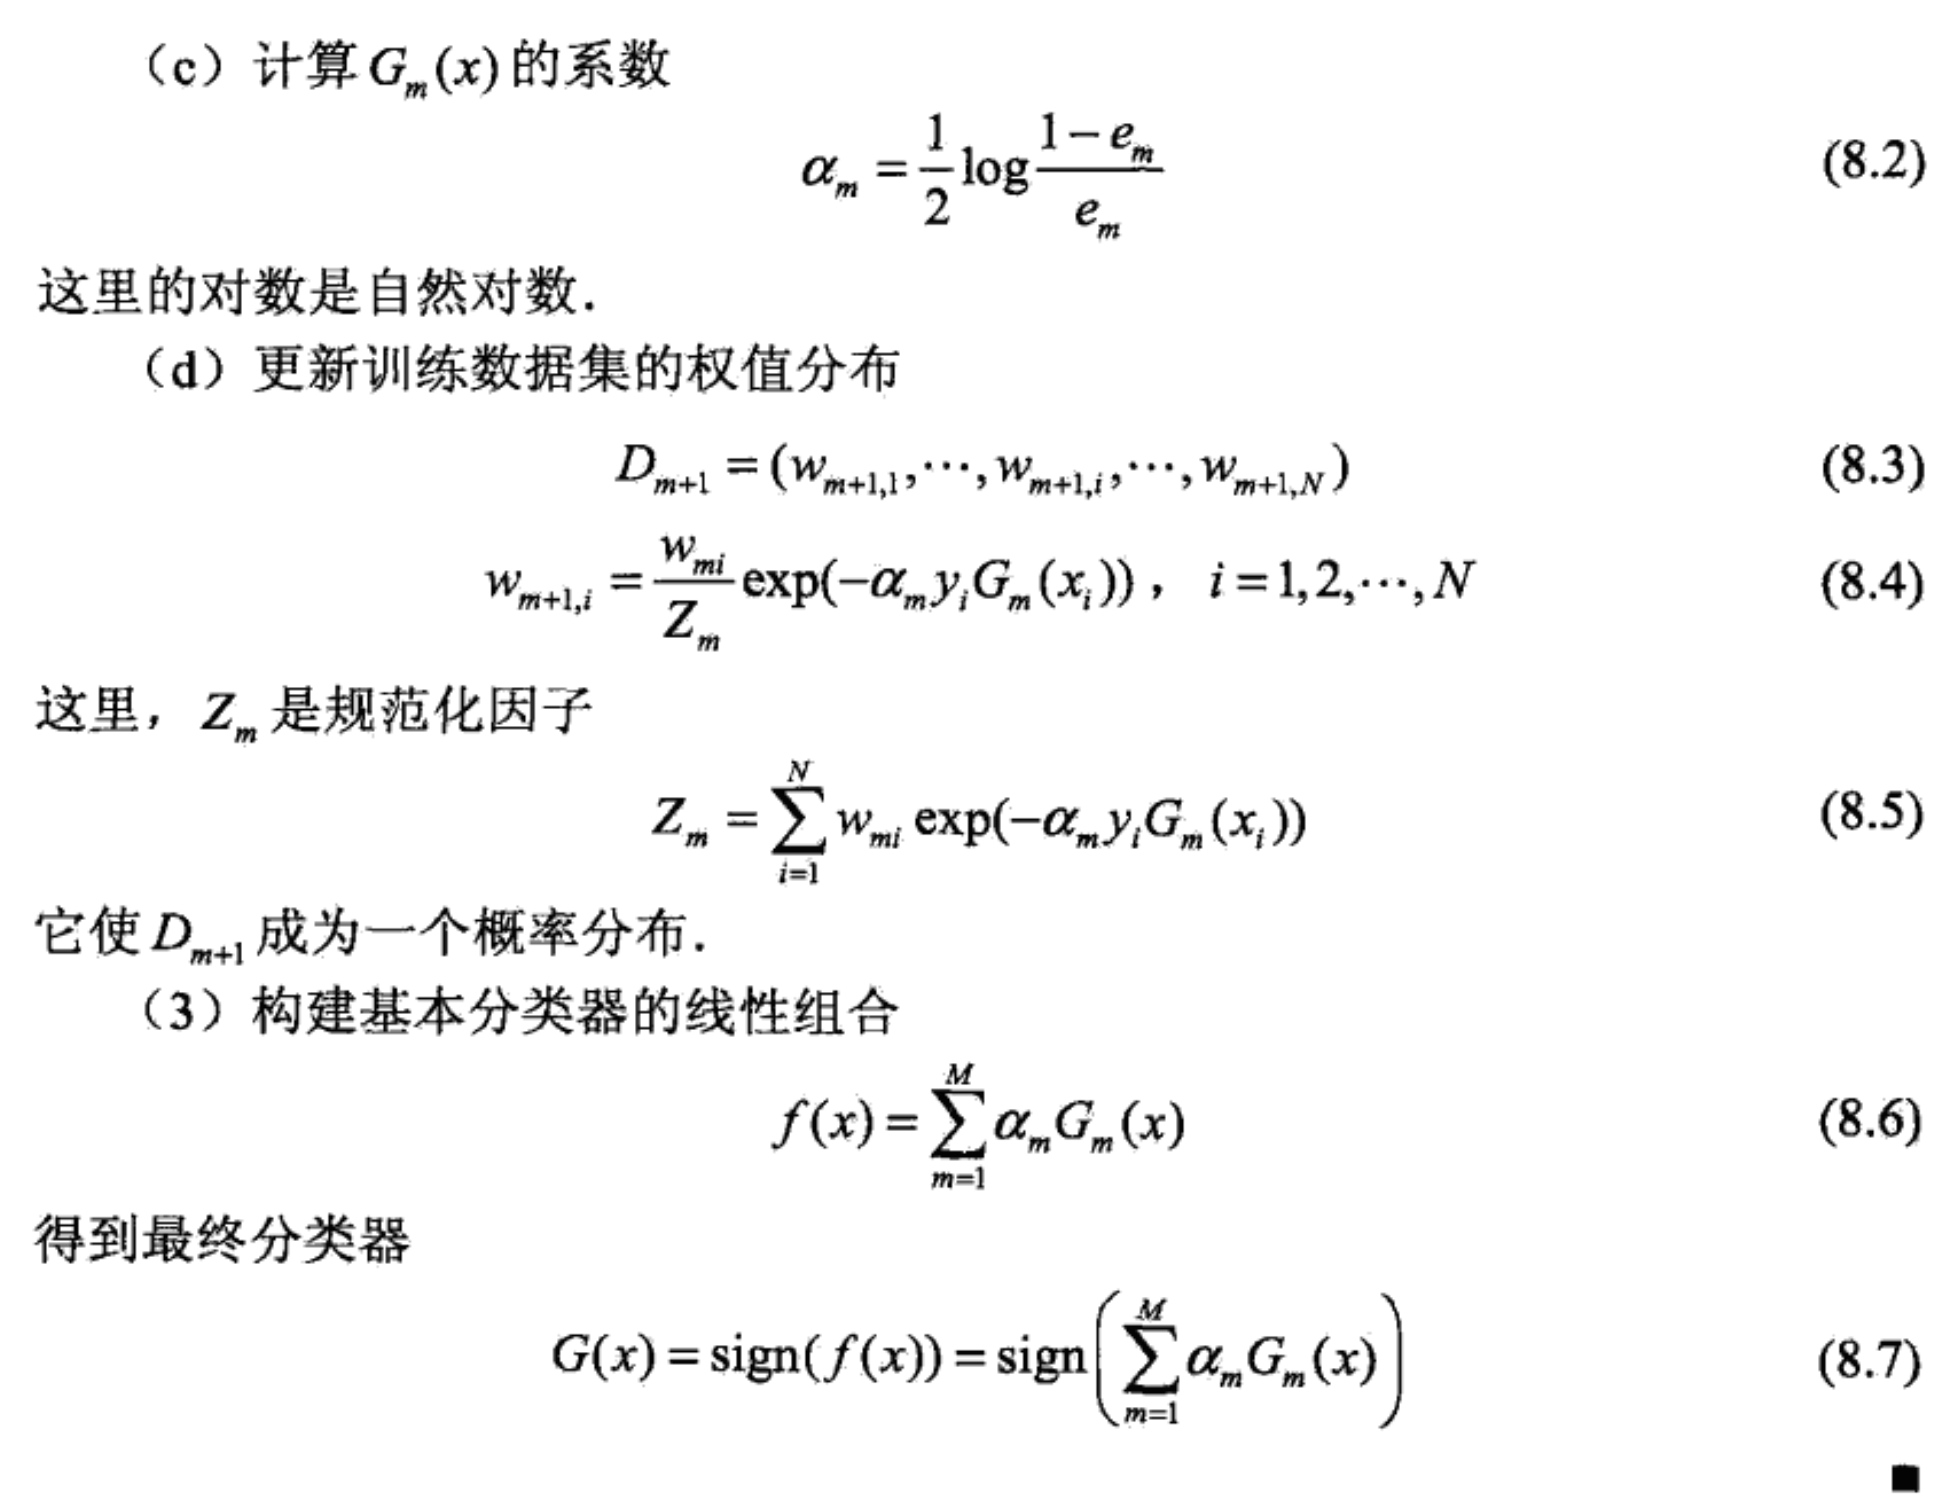 （c）计算 $G_m(x)$ 的系数
$\alpha_m = \frac{1}{2} \log \frac{1-e_m}{e_m}$ (8.2)
这里的对数是自然对数．
（d）更新训练数据集的权值分布
$D_{m+1} = (w_{m+1,1}, \cdots, w_{m+1,i}, \cdots, w_{m+1,N})$ (8.3)
$w_{m+1,i} = \frac{w_{mi}}{Z_m} \exp(-\alpha_m y_i G_m(x_i))$， $i = 1, 2, \cdots, N$ (8.4)
这里，$Z_m$ 是规范化因子
$Z_m = \sum_{i=1}^{N} w_{mi} \exp(-\alpha_m y_i G_m(x_i))$ (8.5)
它使 $D_{m+1}$ 成为一个概率分布．
（3）构建基本分类器的线性组合
$f(x) = \sum_{m=1}^{M} \alpha_m G_m(x)$ (8.6)
得到最终分类器
$G(x) = \text{sign}(f(x)) = \text{sign}\left( \sum_{m=1}^{M} \alpha_m G_m(x) \right)$ (8.7)
■